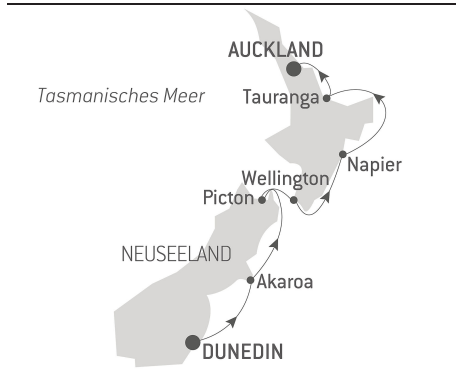 AUCKLAND
Tasmanisches Meer
Tauranga
Napier
Wellington
Picton
NEUSEELAND
Akaroa
DUNEDIN